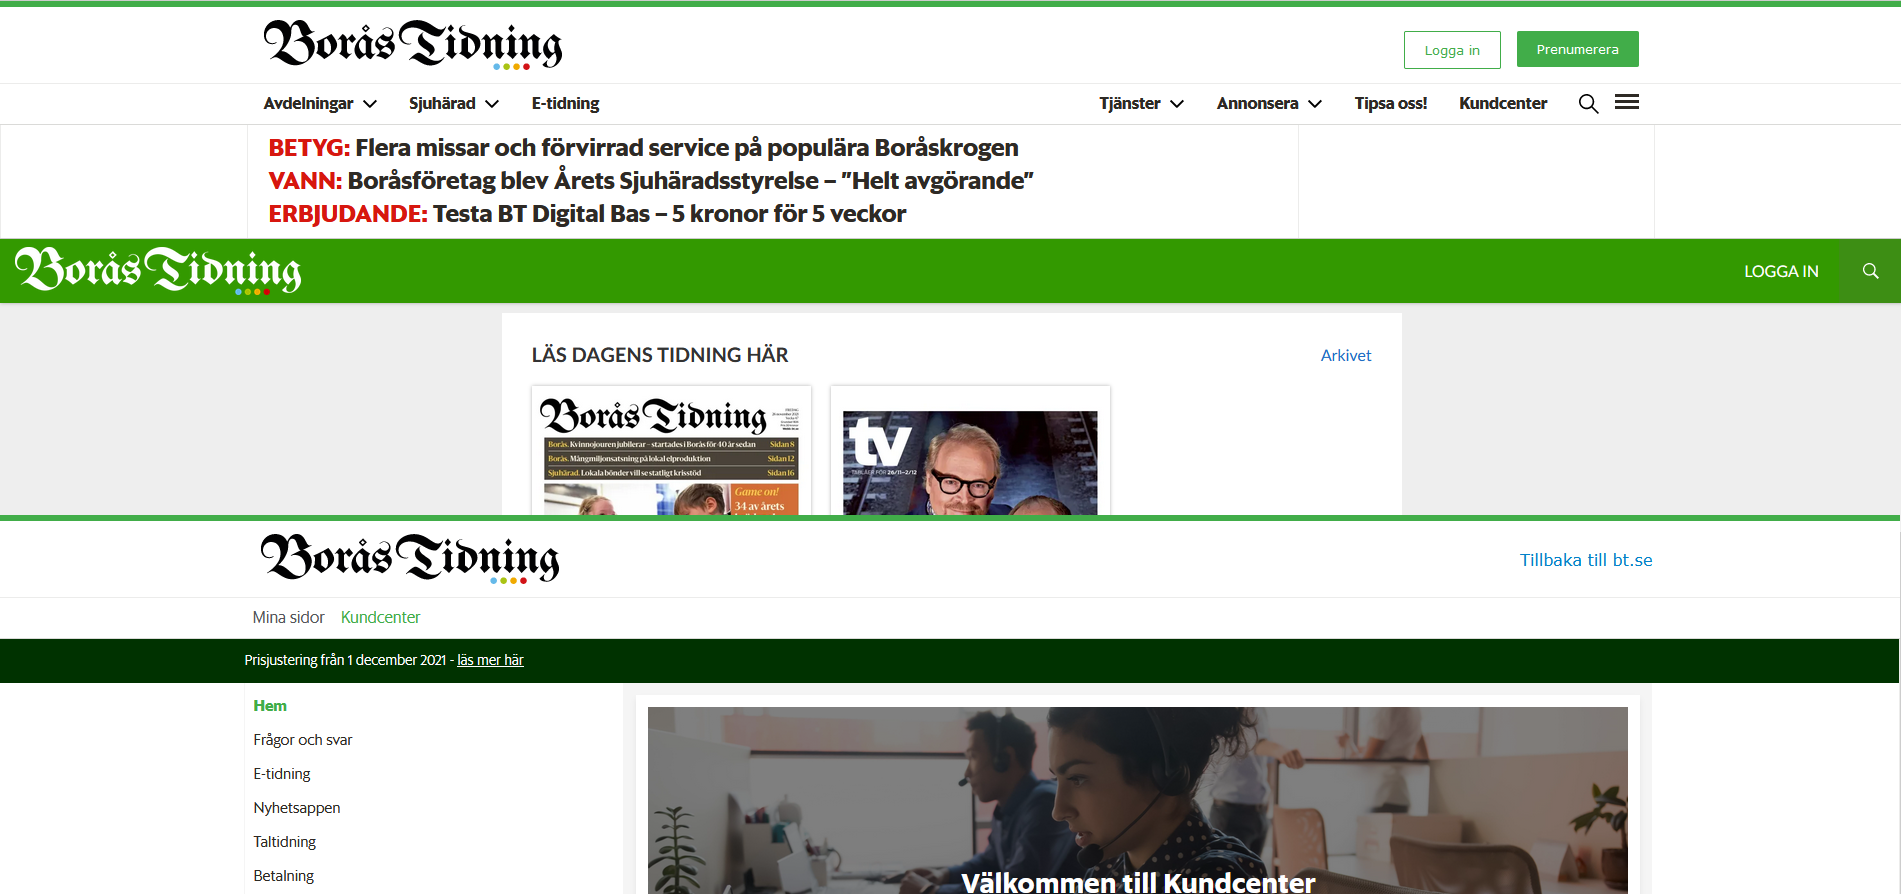 Borås Tidning
Logga in
Prenumerera
Avdelningar
Sjuhärad
E-tidning
Tjänster
Annonsera
Tipsa oss!
Kundcenter
BETYG: Flera missar och förvirrad service på populära Boråskrogen
VANN: Boråsföretag blev Årets Sjuhäradsstyrelse – ”Helt avgörande”
ERBJUDANDE: Testa BT Digital Bas – 5 kronor för 5 veckor
Borås Tidning
LOGGA IN
LÄS DAGENS TIDNING HÄR
Arkivet
Borås Tidning
Borås. Kvinnojouren jubilerar – startades i Borås för 40 år sedan Sidan 8
Borås. Mångmiljonsatsning på lokal elproduktion Sidan 12
Sjuhärad. Lokala bönder vill se statligt krisstöd Sidan 16
Game on!
34 av årets
tv
TABLÅER FÖR 26/11–2/12
Borås Tidning
Tillbaka till bt.se
Mina sidor
Kundcenter
Prisjustering från 1 december 2021 - läs mer här
Hem
Frågor och svar
E-tidning
Nyhetsappen
Taltidning
Betalning
Välkommen till Kundcenter